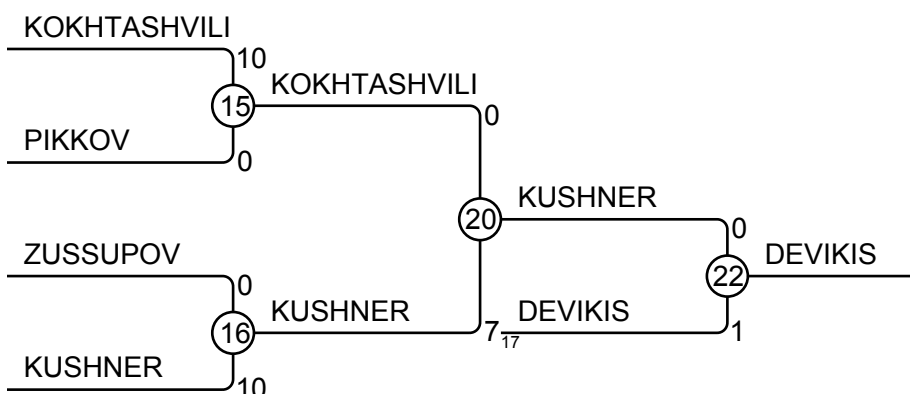 KOKHTASHVILI
10
KOKHTASHVILI
15
0
PIKKOV
0
KUSHNER
20
0
ZUSSUPOV
DEVIKIS
22
0
KUSHNER
DEVIKIS
16
7
17
1
KUSHNER
10